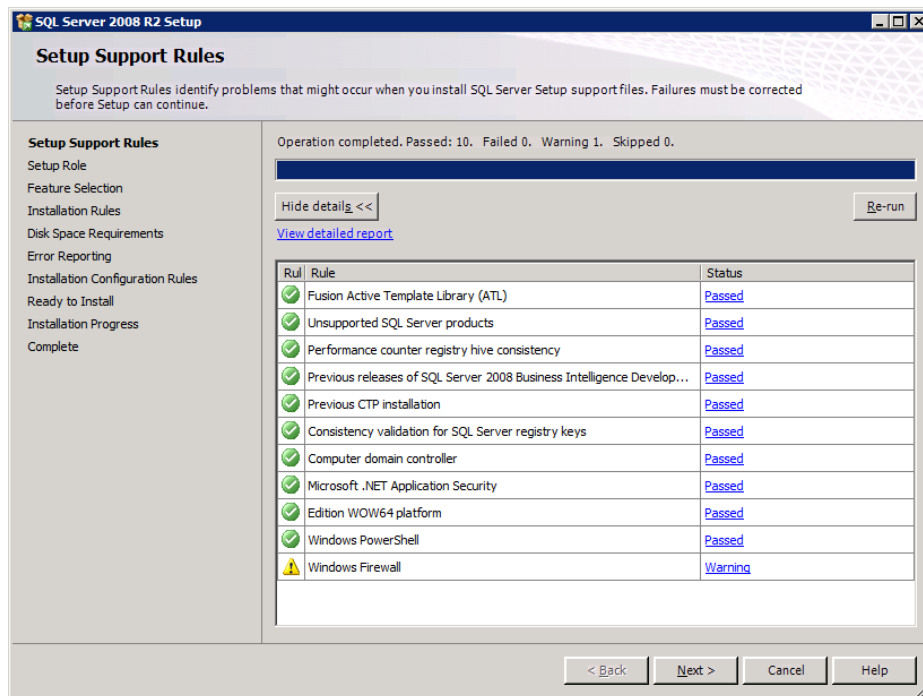 SQL Server 2008 R2 Setup
Setup Support Rules
Setup Support Rules identify problems that might occur when you install SQL Server Setup support files. Failures must be corrected
before Setup can continue.
Setup Support Rules
Setup Role
Feature Selection
Installation Rules
Disk Space Requirements
Error Reporting
Installation Configuration Rules
Ready to Install
Installation Progress
Complete
Operation completed. Passed: 10. Failed 0. Warning 1. Skipped 0.
Hide details <<
Re-run
View detailed report
Rul Rule Status
Fusion Active Template Library (ATL) Passed
Unsupported SQL Server products Passed
Performance counter registry hive consistency Passed
Previous releases of SQL Server 2008 Business Intelligence Develop... Passed
Previous CTP installation Passed
Consistency validation for SQL Server registry keys Passed
Computer domain controller Passed
Microsoft .NET Application Security Passed
Edition WOW64 platform Passed
Windows PowerShell Passed
Windows Firewall Warning
< Back Next > Cancel Help